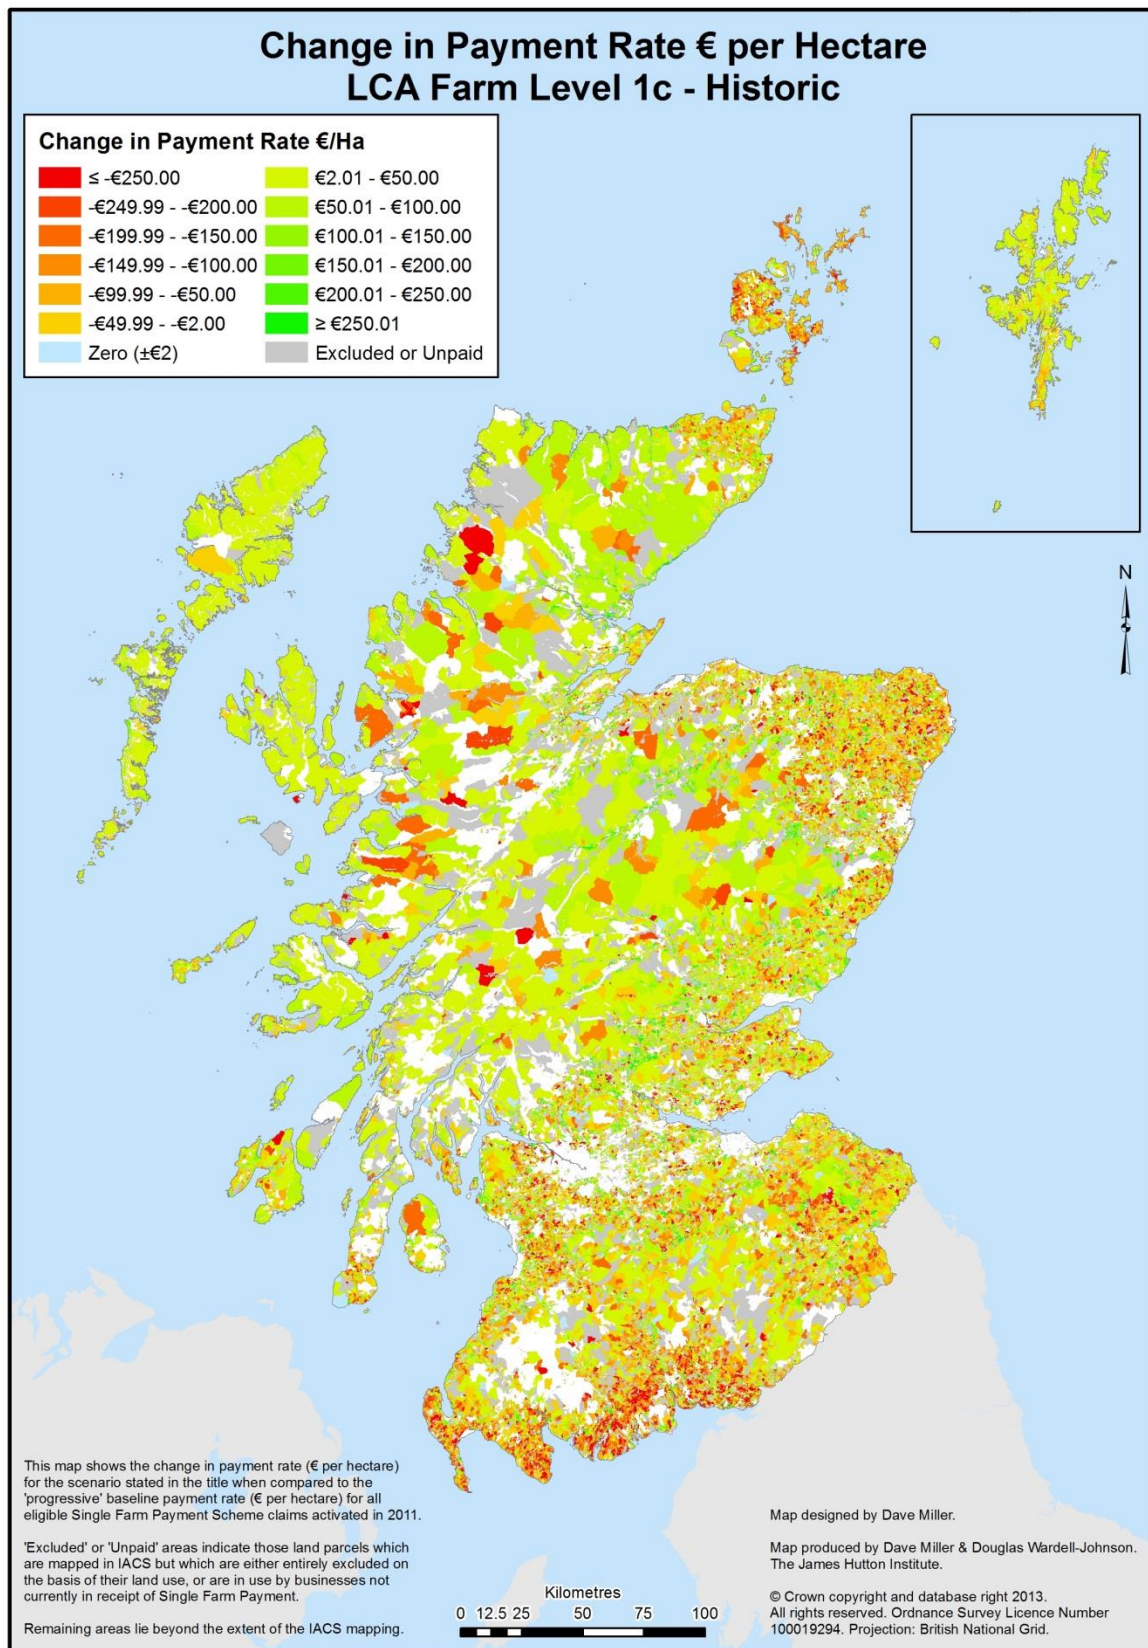 Change in Payment Rate € per Hectare
LCA Farm Level 1c - Historic
Change in Payment Rate €/Ha
≤ -€250.00
-€249.99 - -€200.00
-€199.99 - -€150.00
-€149.99 - -€100.00
-€99.99 - -€50.00
-€49.99 - -€2.00
Zero (±€2)
€2.01 - €50.00
€50.01 - €100.00
€100.01 - €150.00
€150.01 - €200.00
€200.01 - €250.00
≥ €250.01
Excluded or Unpaid
N
This map shows the change in payment rate (€ per hectare)
for the scenario stated in the title when compared to the
'progressive' baseline payment rate (€ per hectare) for all
eligible Single Farm Payment Scheme claims activated in 2011.
'Excluded' or 'Unpaid' areas indicate those land parcels which
are mapped in IACS but which are either entirely excluded on
the basis of their land use, or are in use by businesses not
currently in receipt of Single Farm Payment.
Remaining areas lie beyond the extent of the IACS mapping.
Kilometres
0 12.5 25 50 75 100
Map designed by Dave Miller.
Map produced by Dave Miller & Douglas Wardell-Johnson.
The James Hutton Institute.
© Crown copyright and database right 2013.
All rights reserved. Ordnance Survey Licence Number
100019294. Projection: British National Grid.